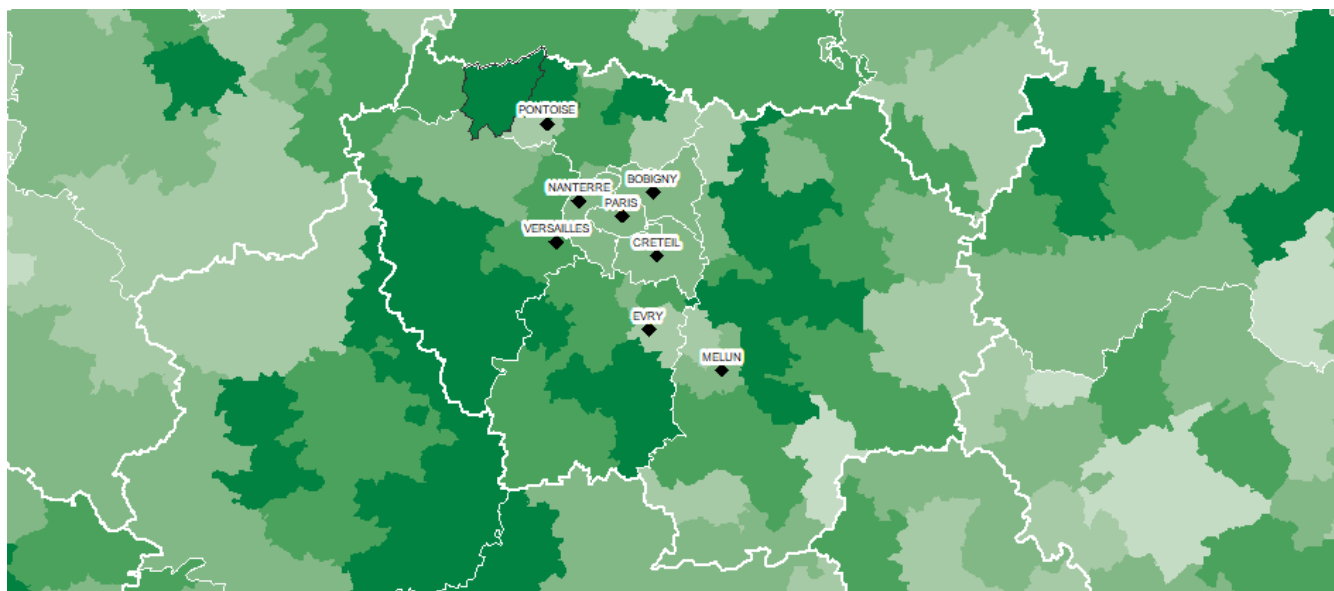 PONTOISE
BOBIGNY
NANTERRE
PARIS
VERSAILLES
CRETEIL
EVRY
MELUN